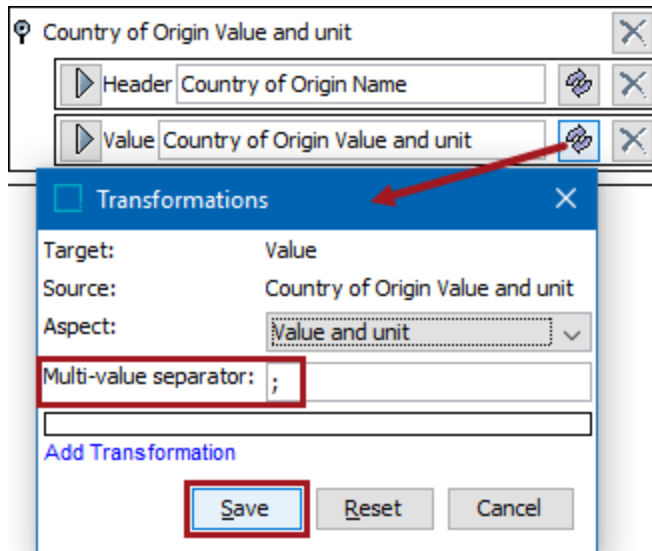 Country of Origin Value and unit
Header Country of Origin Name
Value Country of Origin Value and unit
Transformations
Target: Value
Source: Country of Origin Value and unit
Aspect: Value and unit
Multi-value separator: ;
Add Transformation
Save Reset Cancel